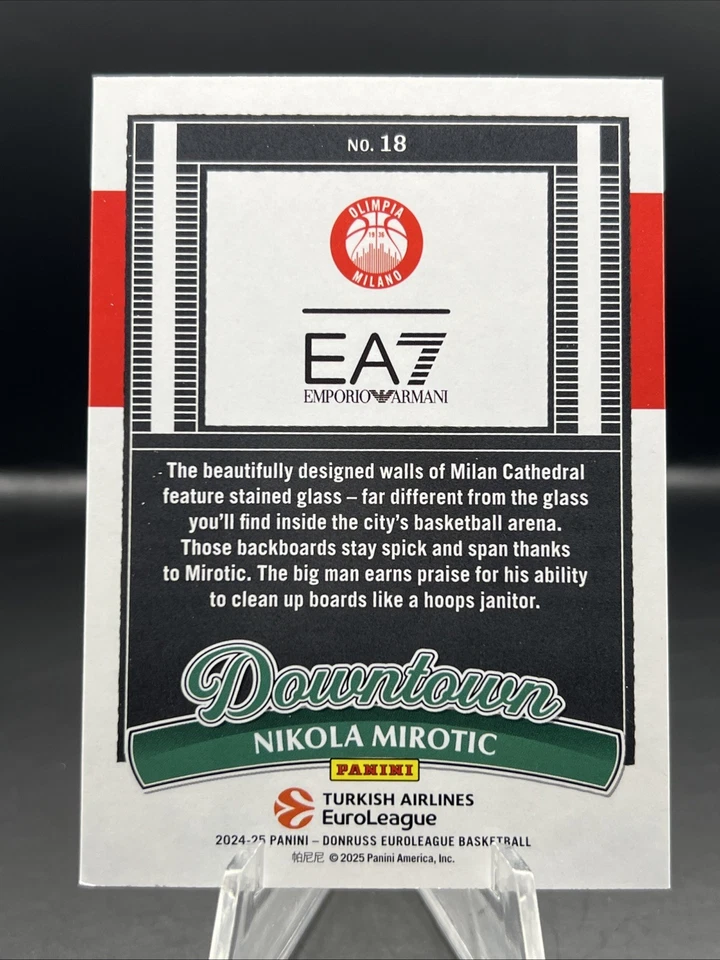 No. 18
OLIMPIA
1936
MILANO
EA7
EMPORIO ARMANI
The beautifully designed walls of Milan Cathedral
feature stained glass – far different from the glass
you'll find inside the city's basketball arena.
Those backboards stay spick and span thanks
to Mirotic. The big man earns praise for his ability
to clean up boards like a hoops janitor.
Downtown
NIKOLA MIROTIC
PANINI
TURKISH AIRLINES
EuroLeague
2024-25 PANINI – DONRUSS EUROLEAGUE BASKETBALL
帕尼尼 © 2025 Panini America, Inc.